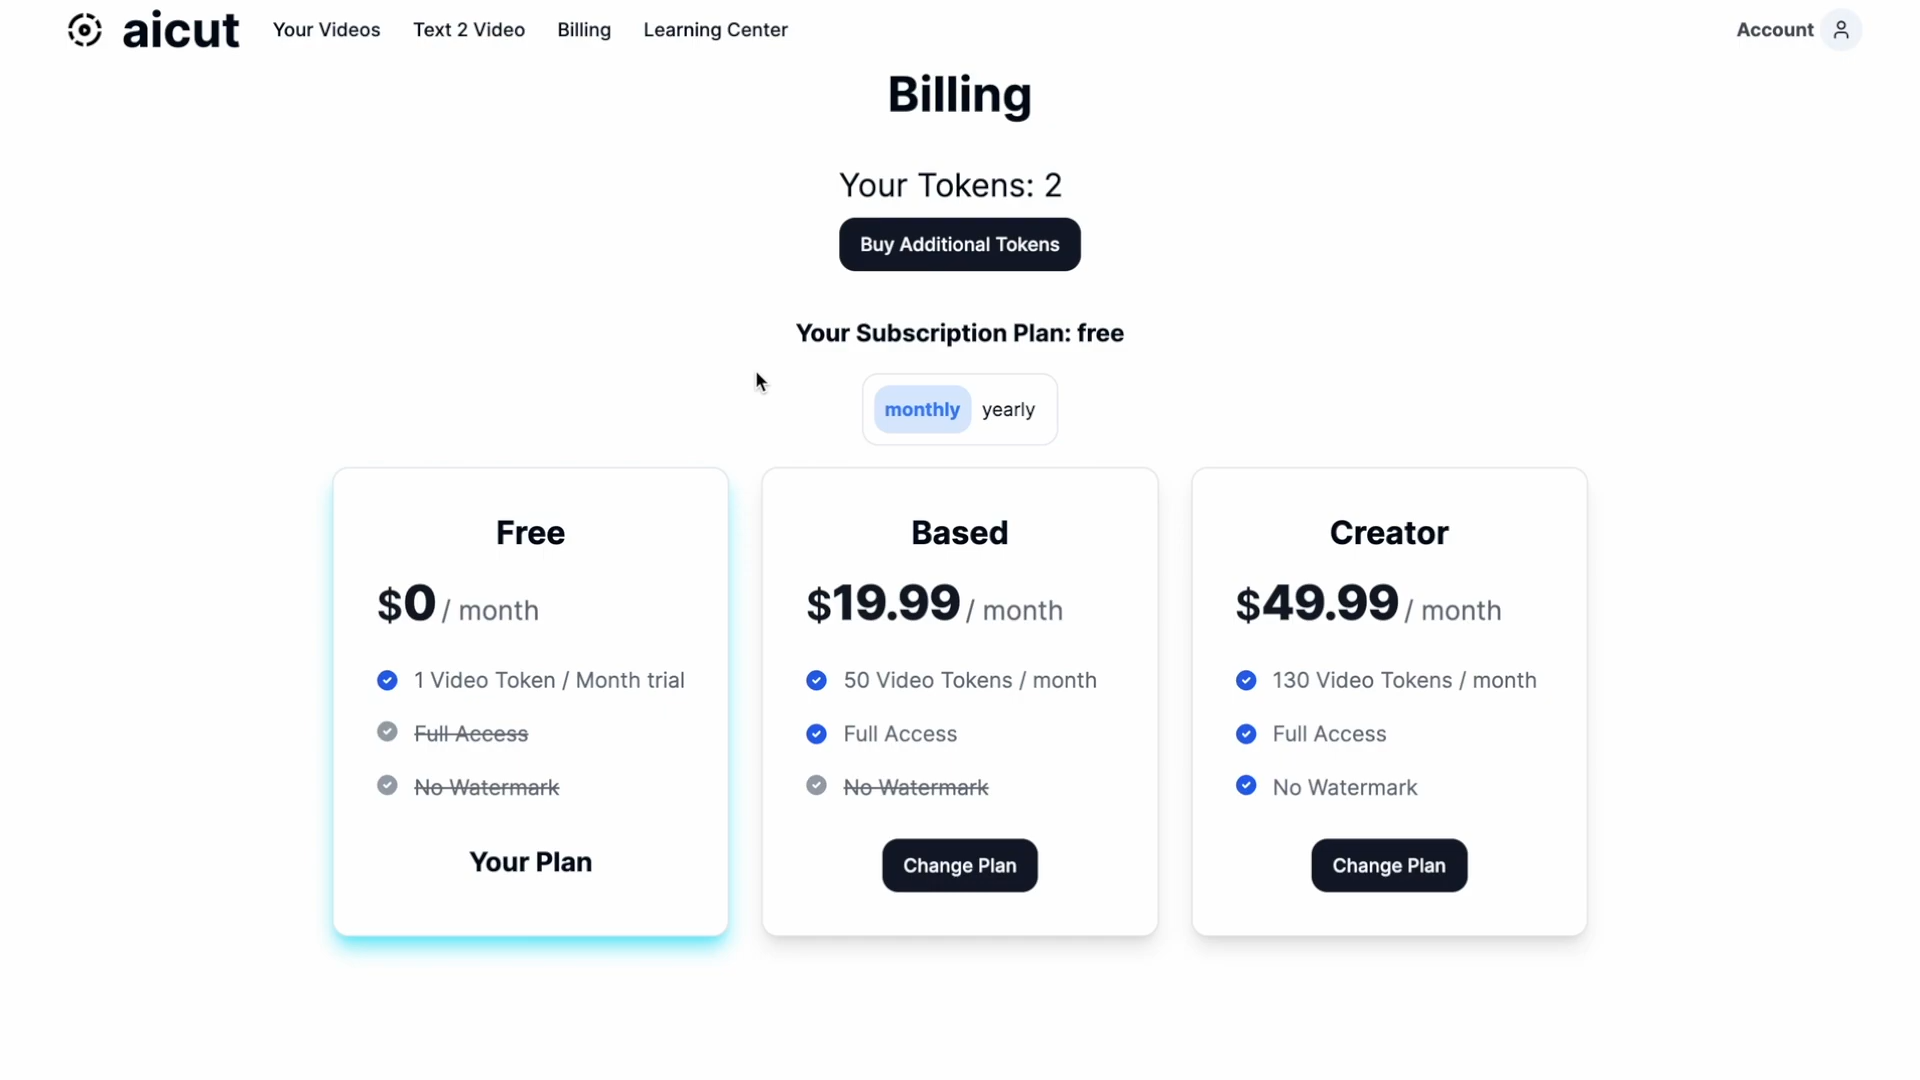 aicut
Your Videos
Text 2 Video
Billing
Learning Center
Account
Billing
Your Tokens: 2
Buy Additional Tokens
Your Subscription Plan: free
monthly
yearly
Free
$0 / month
1 Video Token / Month trial
Full Access
No Watermark
Your Plan
Based
$19.99 / month
50 Video Tokens / month
Full Access
No Watermark
Change Plan
Creator
$49.99 / month
130 Video Tokens / month
Full Access
No Watermark
Change Plan